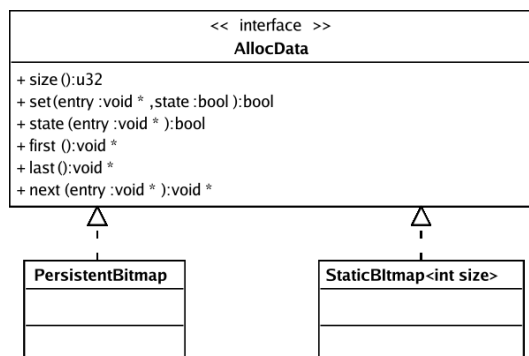 << interface >>
AllocData
+ size ():u32
+ set(entry :void * ,state :bool ):bool
+ state (entry :void * ):bool
+ first ():void *
+ last():void *
+ next (entry :void * ):void *
PersistentBitmap
StaticBItmap<int size>